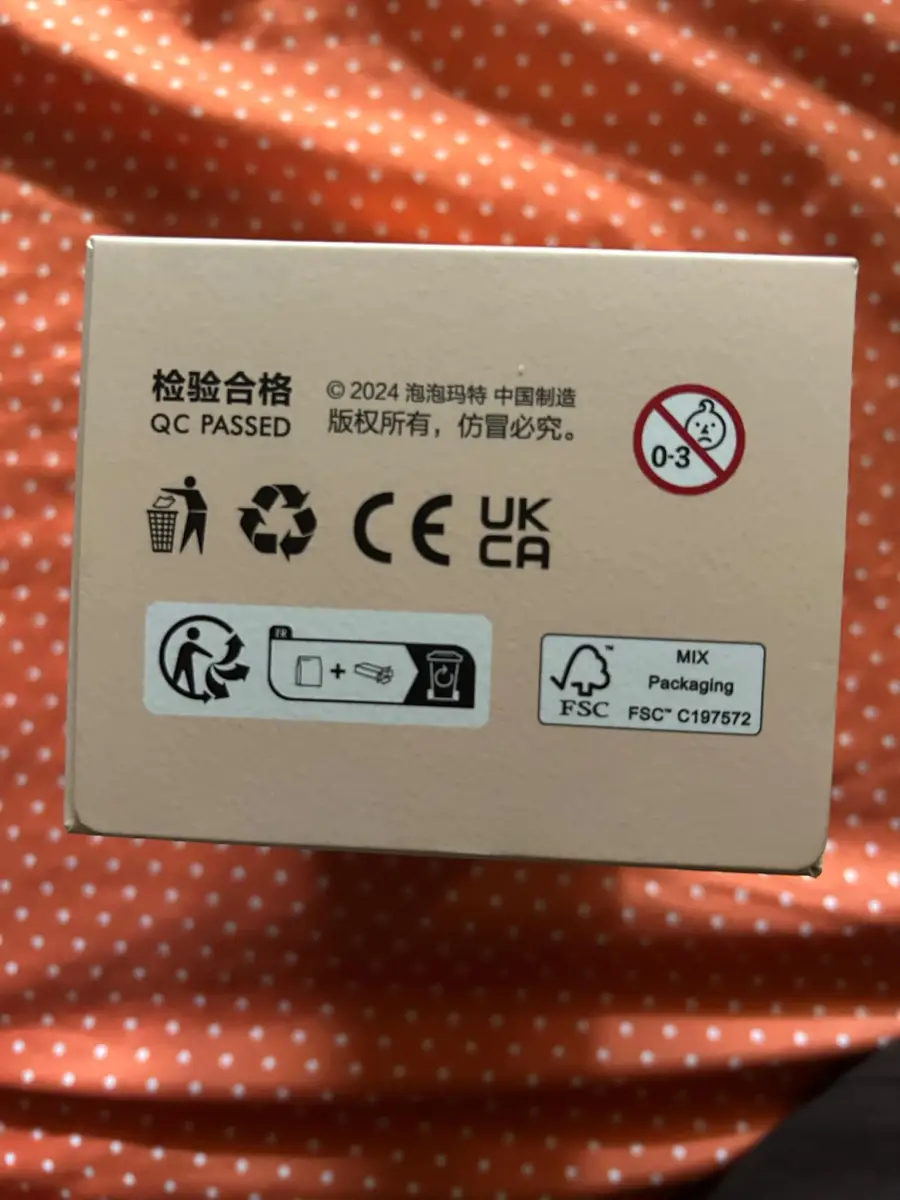 检验合格
QC PASSED
© 2024 泡泡玛特 中国制造
版权所有，仿冒必究。
0-3
CE
UK
CA
FR
FSC™
MIX
Packaging
FSC™ C197572